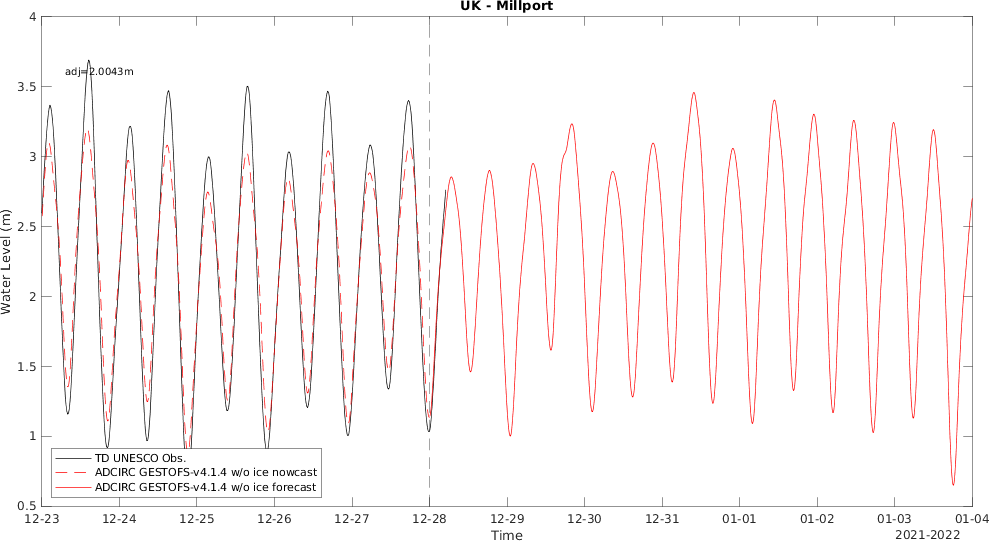 UK - Millport
4
adj=2.0043m
3.5
3
2.5
2
1.5
1
0.5
Water Level (m)
TD UNESCO Obs.
ADCIRC GESTOFS-v4.1.4 w/o ice nowcast
ADCIRC GESTOFS-v4.1.4 w/o ice forecast
12-23 12-24 12-25 12-26 12-27 12-28 12-29 12-30 12-31 01-01 01-02 01-03 01-04
Time
2021-2022